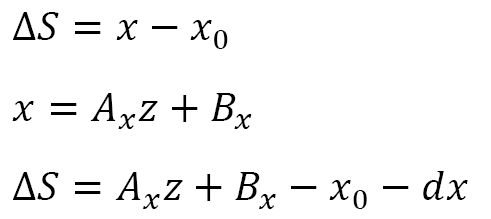 ΔS = x − x₀
x = Aₓz + Bₓ
ΔS = Aₓz + Bₓ − x₀ − dx